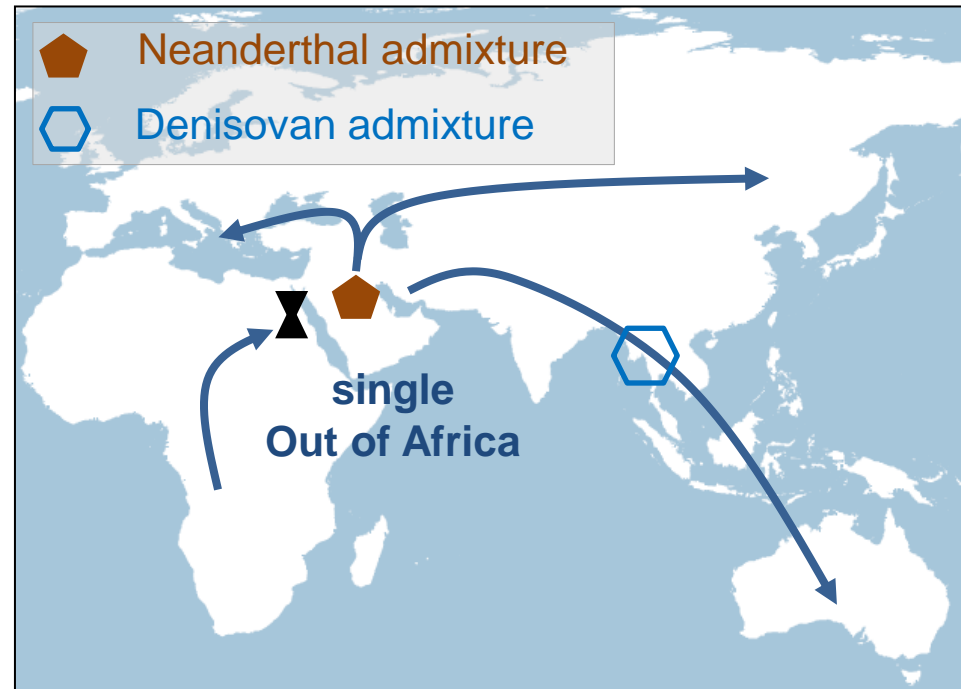 Neanderthal admixture
Denisovan admixture
single
Out of Africa